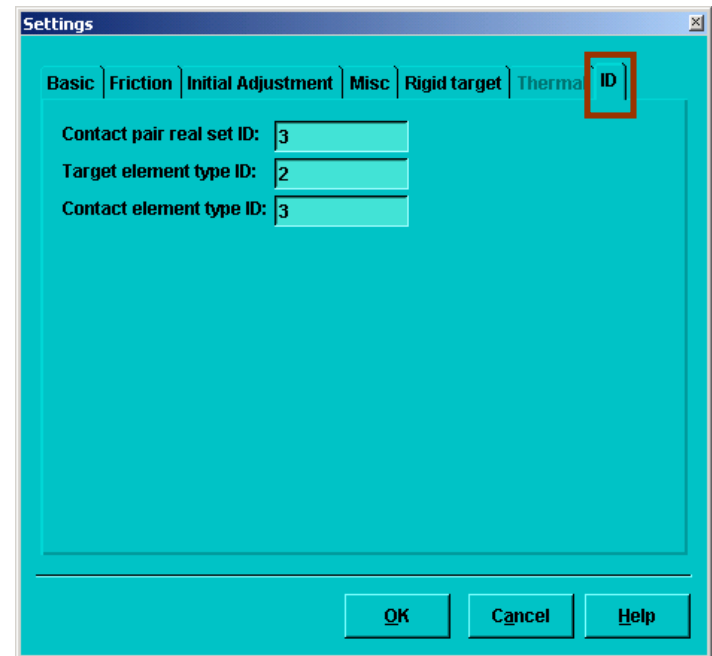 Settings
Basic Friction Initial Adjustment Misc Rigid target Thermal ID
Contact pair real set ID: 3
Target element type ID: 2
Contact element type ID: 3
OK Cancel Help